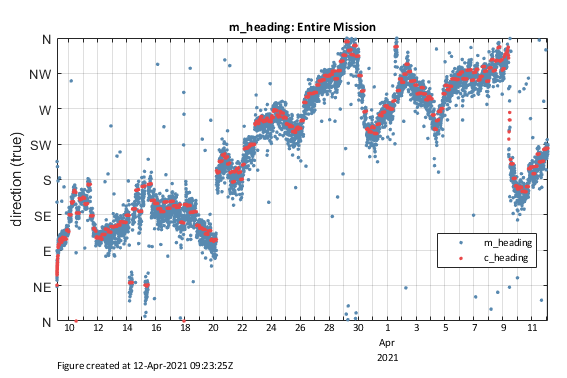 m_heading: Entire Mission
direction (true)
N
NW
W
SW
S
SE
E
NE
N
m_heading
c_heading
10 12 14 16 18 20 22 24 26 28 30 1 3 5 7 9 11
Apr
2021
Figure created at 12-Apr-2021 09:23:25Z